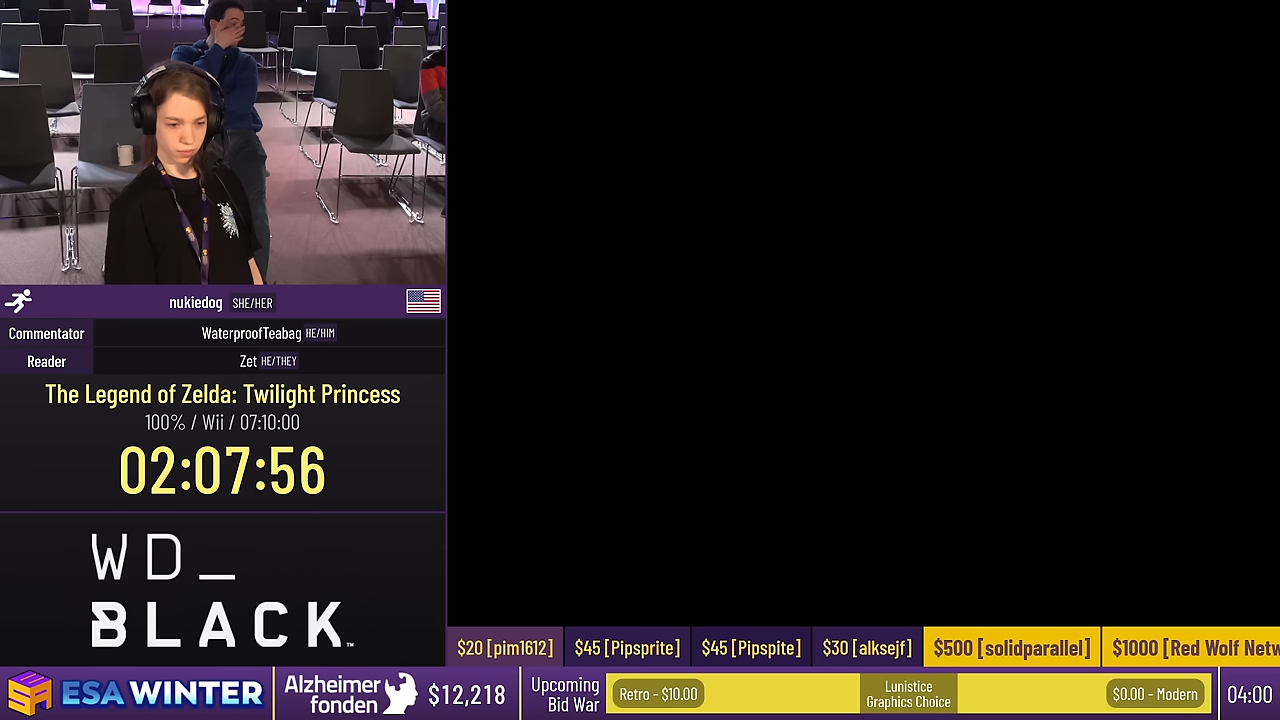 nukiedog SHE/HER
Commentator WaterproofTeabag HE/HIM
Reader Zet HE/THEY
The Legend of Zelda: Twilight Princess
100% / Wii / 07:10:00
02:07:56
WD_
BLACK™
$20 [pim1612] $45 [Pipsprite] $45 [Pipspite] $30 [alksejf] $500 [solidparallel] $1000 [Red Wolf Netw
ESA WINTER
Alzheimer
fonden
$12,218
Upcoming
Bid War
Retro - $10.00
Lunistice
Graphics Choice
$0.00 - Modern
04:00